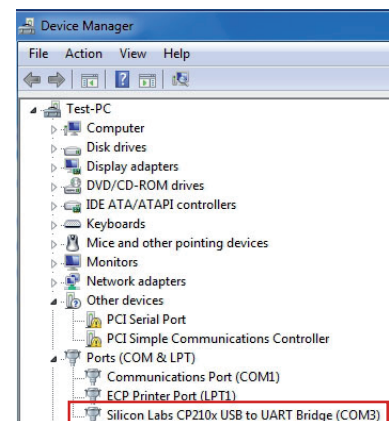 Device Manager
File Action View Help
Test-PC
Computer
Disk drives
Display adapters
DVD/CD-ROM drives
IDE ATA/ATAPI controllers
Keyboards
Mice and other pointing devices
Monitors
Network adapters
Other devices
PCI Serial Port
PCI Simple Communications Controller
Ports (COM & LPT)
Communications Port (COM1)
ECP Printer Port (LPT1)
Silicon Labs CP210x USB to UART Bridge (COM3)